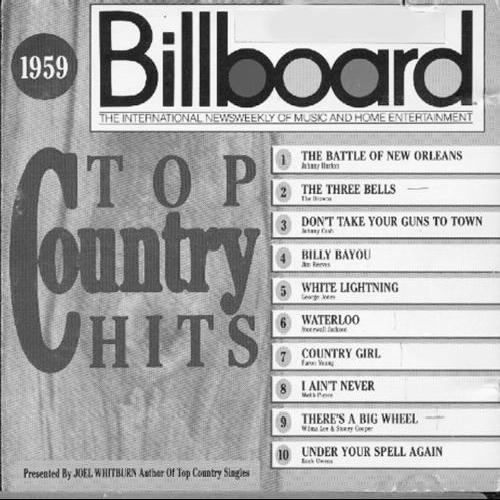 1959
Billboard
THE INTERNATIONAL NEWSWEEKLY OF MUSIC AND HOME ENTERTAINMENT
TOP
Country
HITS
1 THE BATTLE OF NEW ORLEANS
Johnny Horton
2 THE THREE BELLS
The Browns
3 DON'T TAKE YOUR GUNS TO TOWN
Johnny Cash
4 BILLY BAYOU
Jim Reeves
5 WHITE LIGHTNING
George Jones
6 WATERLOO
Stonewall Jackson
7 COUNTRY GIRL
Faron Young
8 I AIN'T NEVER
Webb Pierce
9 THERE'S A BIG WHEEL
Wilma Lee & Stoney Cooper
10 UNDER YOUR SPELL AGAIN
Buck Owens
Presented By JOEL WHITBURN Author Of Top Country Singles